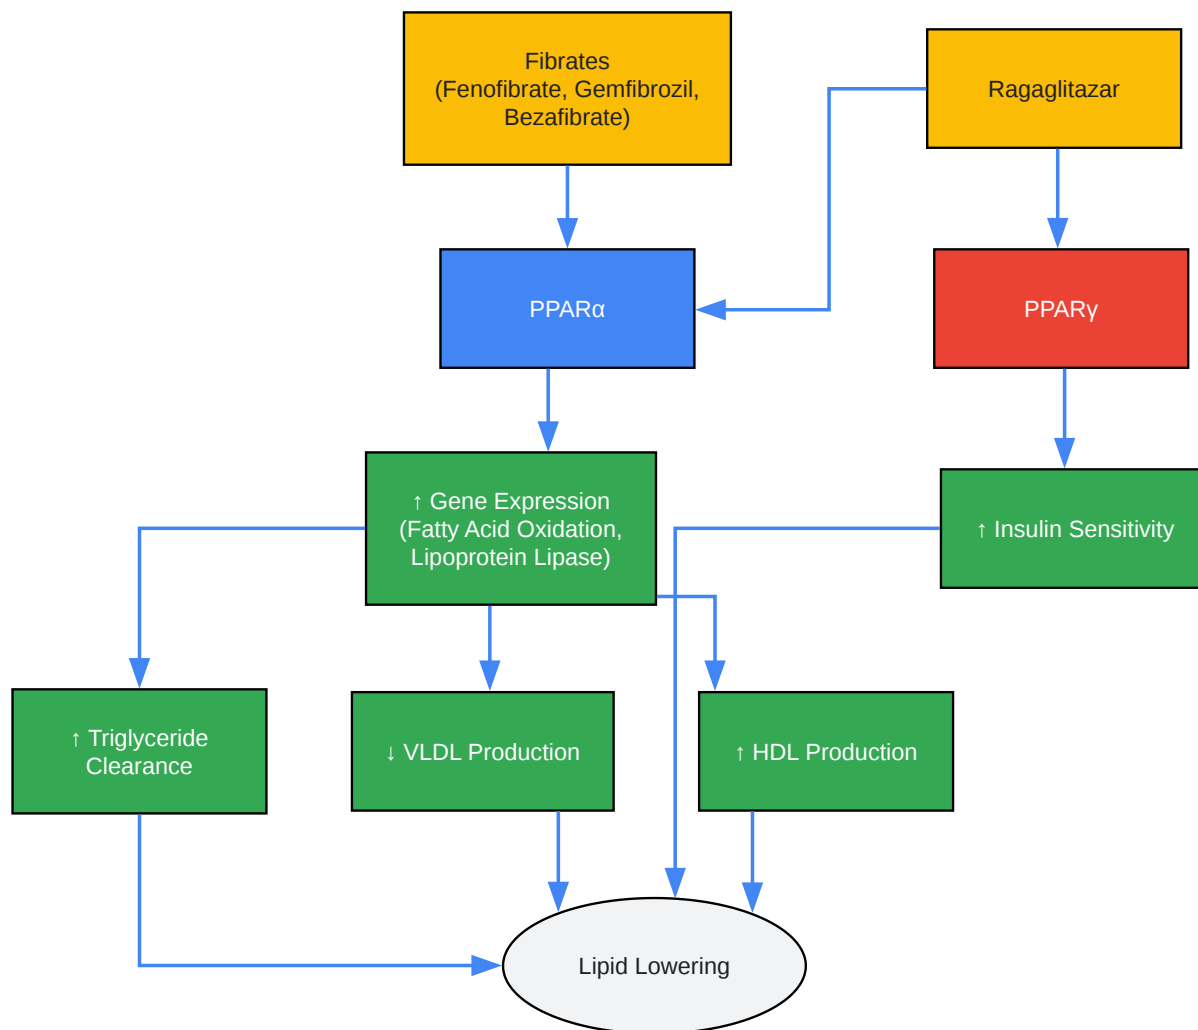 Fibrates
(Fenofibrate, Gemfibrozil,
Bezafibrate)
Ragaglitazar
PPARα
PPARγ
↑ Gene Expression
(Fatty Acid Oxidation,
Lipoprotein Lipase)
↑ Insulin Sensitivity
↑ Triglyceride
Clearance
↓ VLDL Production
↑ HDL Production
Lipid Lowering